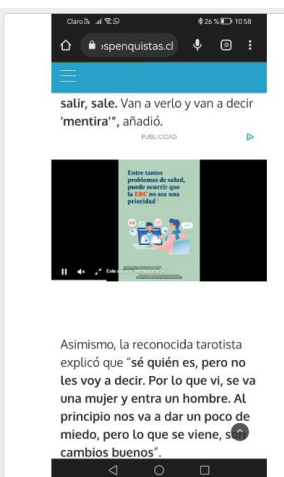 Claro 26 % 10:58
ospenquistas.cl
salir, sale. Van a verlo y van a decir
‘mentira’”, añadió.
PUBLICIDAD
Entre tantos
problemas de salud,
puede ocurrir que
la ERC no sea una
prioridad
Asimismo, la reconocida tarotista
explicó que “sé quién es, pero no
les voy a decir. Por lo que vi, se va
una mujer y entra un hombre. Al
principio nos va a dar un poco de
miedo, pero lo que se viene, son
cambios buenos”.